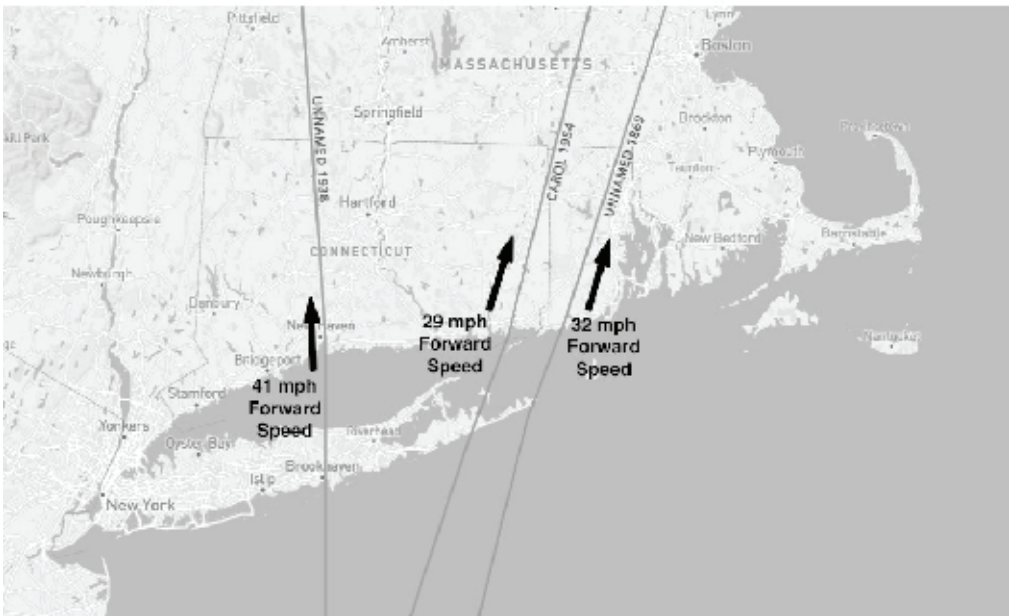 Pittsfield
Lynn
Amherst
Boston
MASSACHUSETTS
Springfield
Brockton
Plymouth
Taunton
UNNAMED 1938
CAROL 1954
UNNAMED 1869
Hartford
Poughkeepsie
CONNECTICUT
New Bedford
Barnstable
Newburgh
Danbury
New Haven
29 mph
Forward
Speed
32 mph
Forward
Speed
Nantucket
Bridgeport
41 mph
Forward
Speed
Stamford
Yonkers
Oyster Bay
Riverhead
Brookhaven
Islip
New York